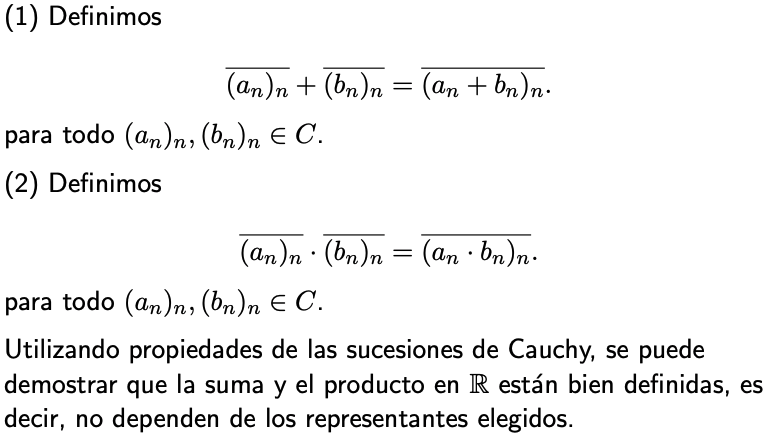 (1) Definimos
$\overline{(a_n)_n} + \overline{(b_n)_n} = \overline{(a_n + b_n)_n}.$
para todo $(a_n)_n, (b_n)_n \in C$.
(2) Definimos
$\overline{(a_n)_n} \cdot \overline{(b_n)_n} = \overline{(a_n \cdot b_n)_n}.$
para todo $(a_n)_n, (b_n)_n \in C$.
Utilizando propiedades de las sucesiones de Cauchy, se puede
demostrar que la suma y el producto en $\mathbb{R}$ están bien definidas, es
decir, no dependen de los representantes elegidos.